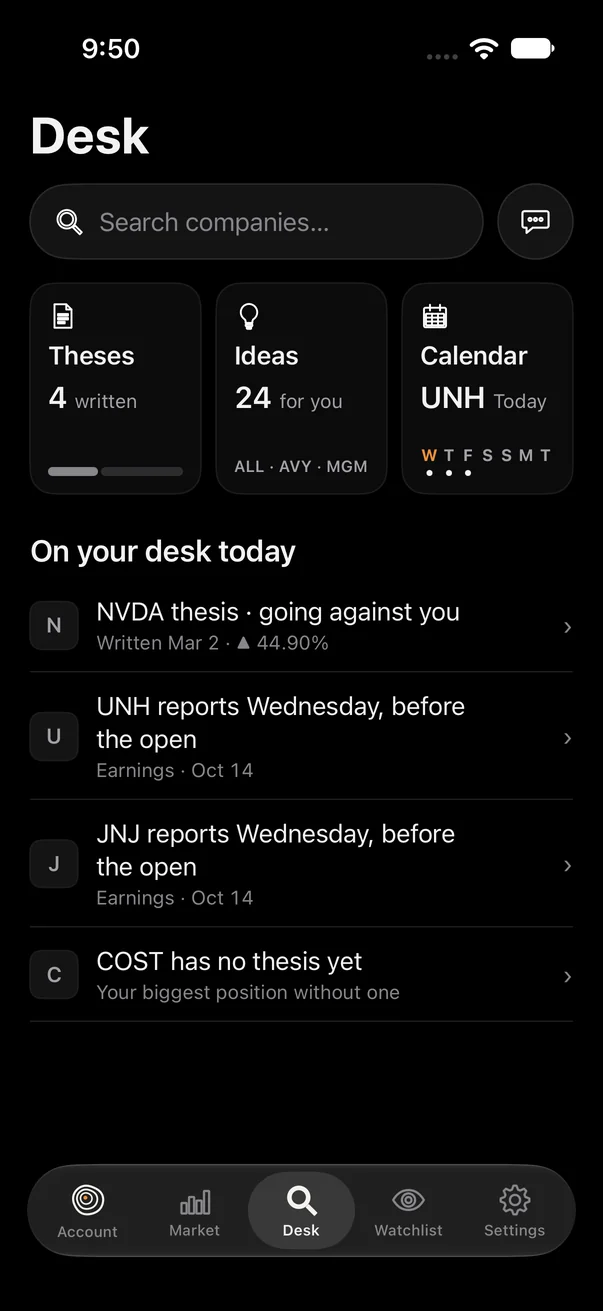 9:50
Desk
Search companies...
Theses
4 written
Ideas
24 for you
ALL · AVY · MGM
Calendar
UNH Today
W T F S S M T
On your desk today
N
NVDA thesis · going against you
Written Mar 2 · ▲ 44.90%
U
UNH reports Wednesday, before
the open
Earnings · Oct 14
J
JNJ reports Wednesday, before
the open
Earnings · Oct 14
C
COST has no thesis yet
Your biggest position without one
Account
Market
Desk
Watchlist
Settings